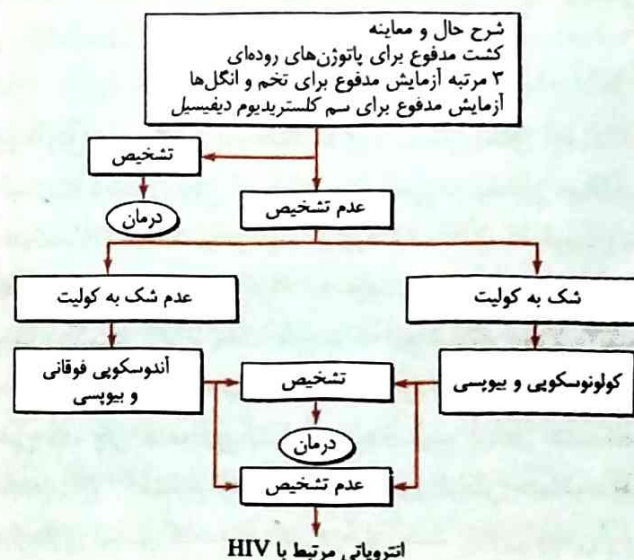 شرح حال و معاینه
کشت مدفوع برای پاتوژن‌های روده‌ای
۳ مرتبه آزمایش مدفوع برای تخم و انگل‌ها
آزمایش مدفوع برای سم کلستریدیوم دیفیسیل
تشخیص
درمان
عدم تشخیص
شک به کولیت
عدم شک به کولیت
کولونوسکوپی و بیوپسی
آندوسکوپی فوقانی
و بیوپسی
تشخیص
درمان
عدم تشخیص
انتروپاتی مرتبط با HIV